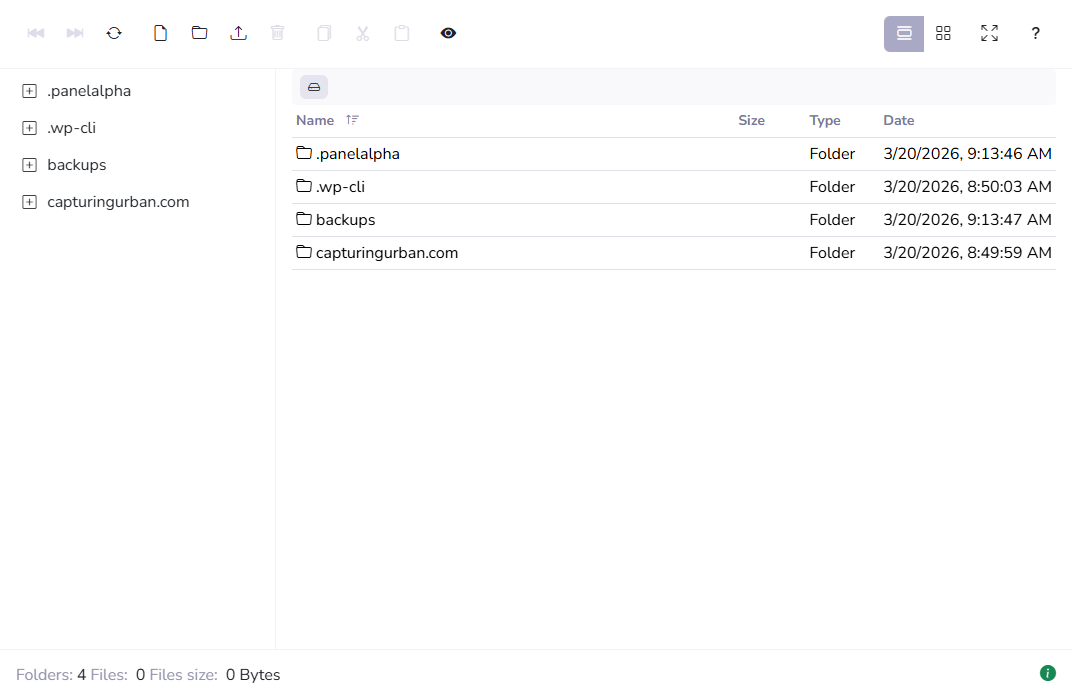 ?
.panelalpha
.wp-cli
backups
capturingurban.com
Name Size Type Date
.panelalpha Folder 3/20/2026, 9:13:46 AM
.wp-cli Folder 3/20/2026, 8:50:03 AM
backups Folder 3/20/2026, 9:13:47 AM
capturingurban.com Folder 3/20/2026, 8:49:59 AM
Folders: 4 Files: 0 Files size: 0 Bytes